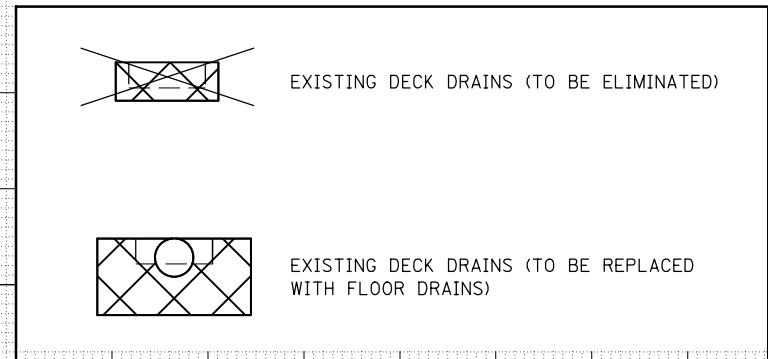 EXISTING DECK DRAINS (TO BE ELIMINATED)
EXISTING DECK DRAINS (TO BE REPLACED
WITH FLOOR DRAINS)